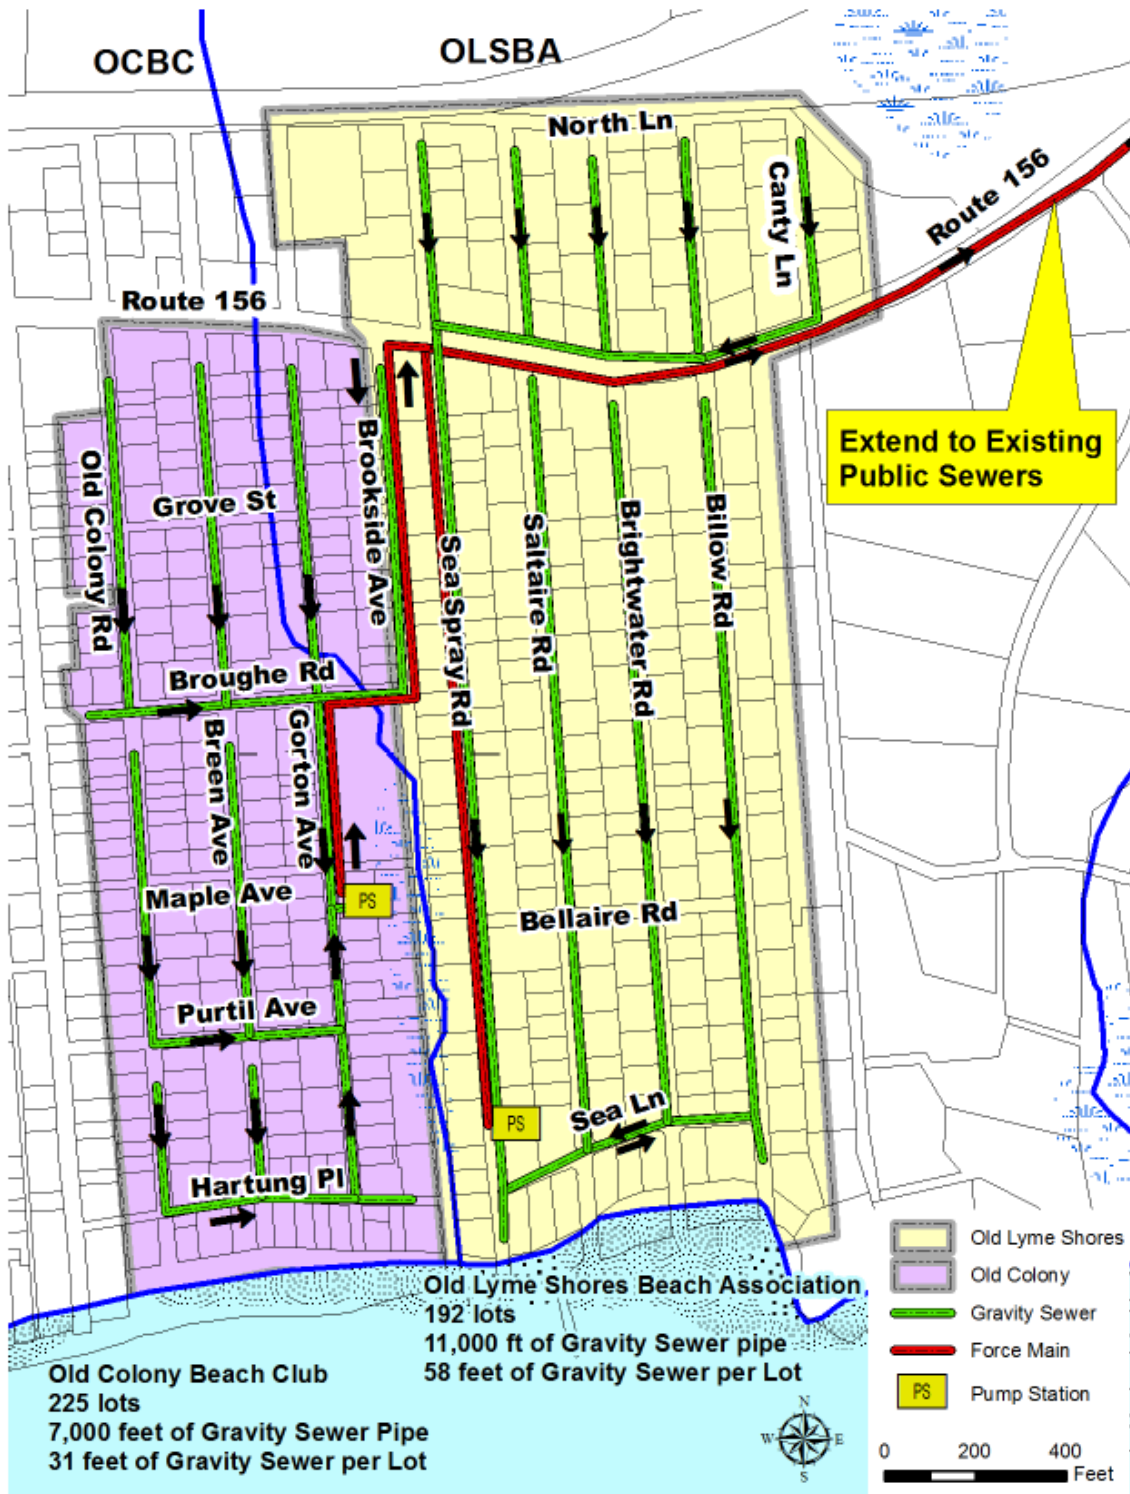 OCBC
OLSBA
North Ln
Canty Ln
Route 156
Route 156
Extend to Existing
Public Sewers
Old Colony Rd
Grove St
Brookside Ave
Sea Spray Rd
Saltaire Rd
Brightwater Rd
Billow Rd
Broughe Rd
Breen Ave
Gorton Ave
Maple Ave
PS
Bellaire Rd
Purtil Ave
PS
Sea Ln
Hartung Pl
Old Lyme Shores Beach Association
192 lots
11,000 ft of Gravity Sewer pipe
58 feet of Gravity Sewer per Lot
Old Colony Beach Club
225 lots
7,000 feet of Gravity Sewer Pipe
31 feet of Gravity Sewer per Lot
Old Lyme Shores
Old Colony
Gravity Sewer
Force Main
PS Pump Station
N
W E
S
0 200 400
Feet